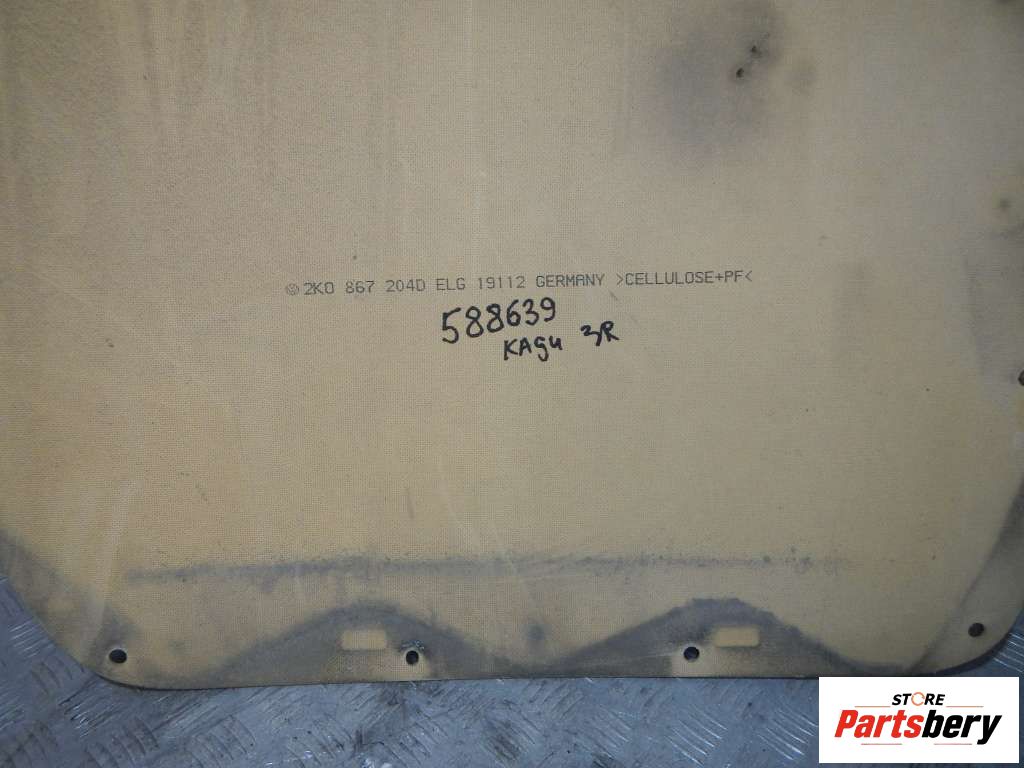 2K0 867 204D ELG 19112 GERMANY >CELLULOSE+PF<
588639
KA94 3R
STORE
Partsbery